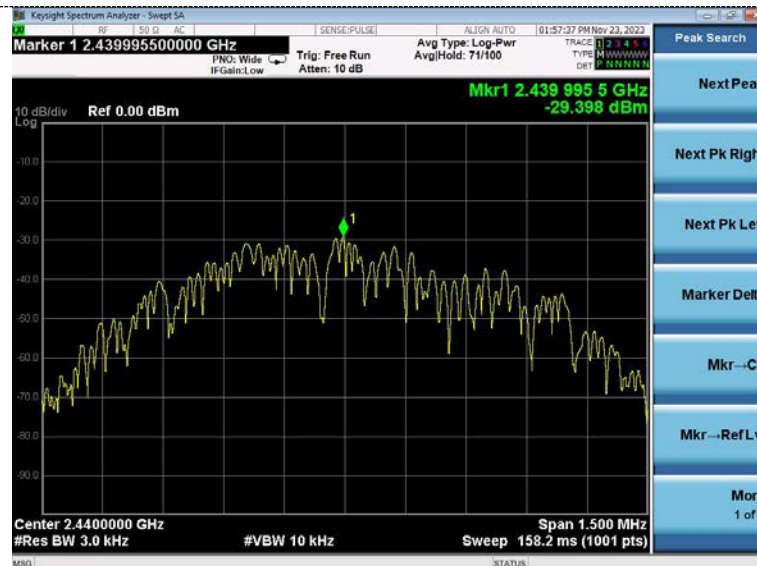 Keysight Spectrum Analyzer - Swept SA
RF 50 Ω AC SENSE:PULSE ALIGN AUTO 01:57:37 PM Nov 23, 2023
Marker 1 2.439995500000 GHz
PNO: Wide
IFGain:Low
Trig: Free Run
Atten: 10 dB
Avg Type: Log-Pwr
Avg|Hold: 71/100
TRACE 1 2 3 4 5 6
TYPE M WWWWW
DET P N N N N N
Mkr1 2.439 995 5 GHz
-29.398 dBm
10 dB/div Ref 0.00 dBm
Log
-10.0
-20.0
-30.0
-40.0
-50.0
-60.0
-70.0
-80.0
-90.0
1
Center 2.4400000 GHz Span 1.500 MHz
#Res BW 3.0 kHz #VBW 10 kHz Sweep 158.2 ms (1001 pts)
MSG STATUS
Peak Search
Next Pea
Next Pk Righ
Next Pk Le
Marker Delt
Mkr→C
Mkr→Ref Lv
Mor
1 of